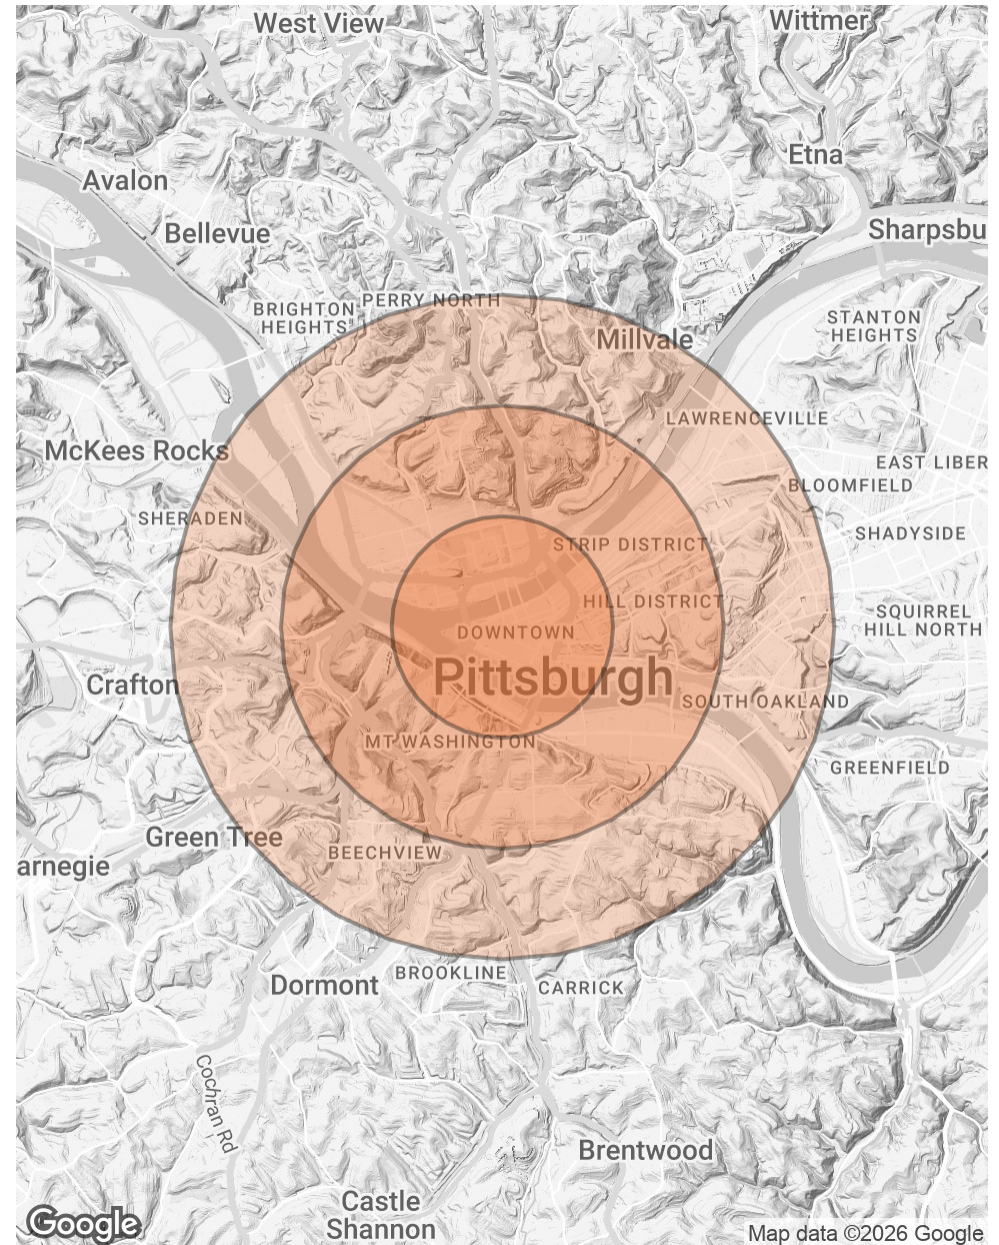 West View
Wittmer
Etna
Avalon
Sharpsbu
Bellevue
PERRY NORTH
BRIGHTON
HEIGHTS
STANTON
HEIGHTS
Millvale
LAWRENCEVILLE
McKees Rocks
EAST LIBER
BLOOMFIELD
SHERADEN
SHADYSIDE
STRIP DISTRICT
HILL DISTRICT
SQUIRREL
HILL NORTH
DOWNTOWN
Pittsburgh
Crafton
SOUTH OAKLAND
MT WASHINGTON
GREENFIELD
Green Tree
BEECHVIEW
arnegie
BROOKLINE
Dormont
CARRICK
Cochran Rd
Brentwood
Castle
Shannon
Google
Map data ©2026 Google